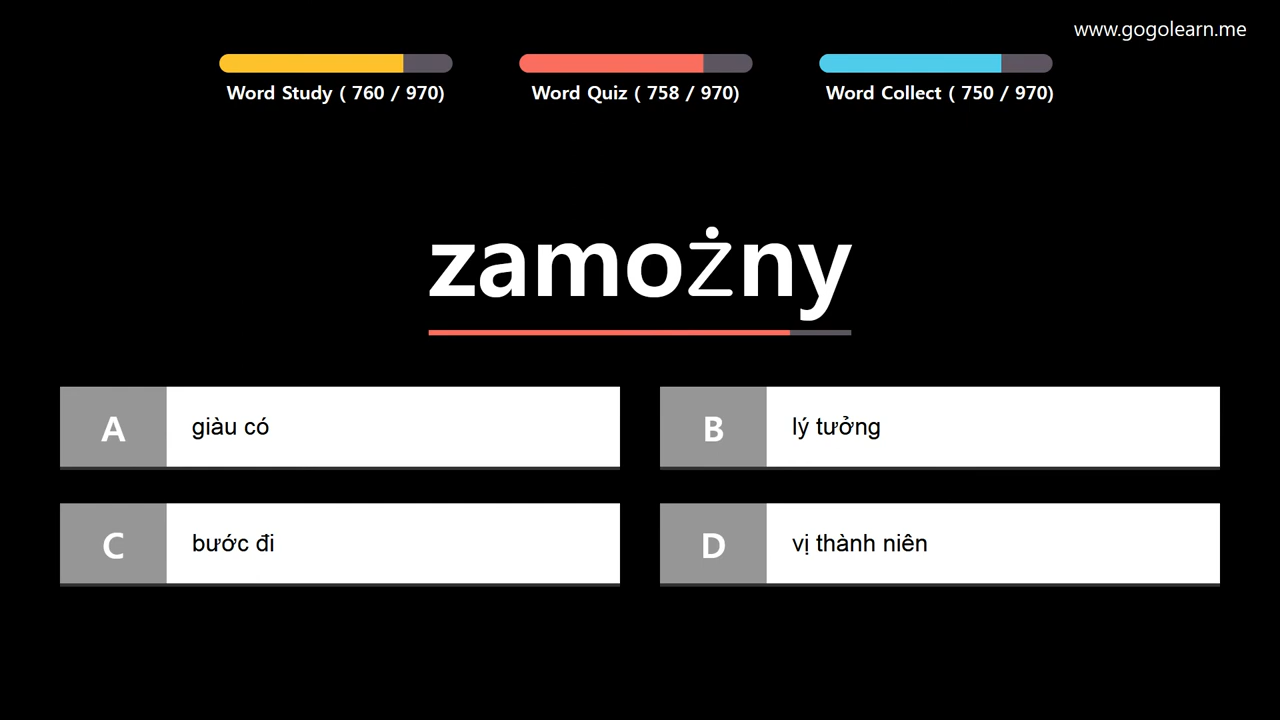 www.gogolearn.me
Word Study ( 760 / 970)
Word Quiz ( 758 / 970)
Word Collect ( 750 / 970)
zamożny
A
giàu có
B
lý tưởng
C
bước đi
D
vị thành niên